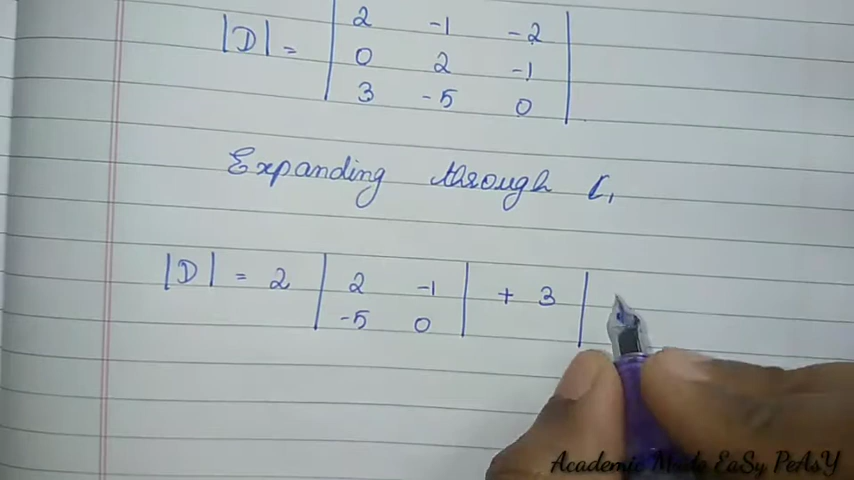 |D| = | 2 -1 -2 |
| 0 2 -1 |
| 3 -5 0 |
Expanding through C₁
|D| = 2 | 2 -1 | + 3 |
| -5 0 |
Academic Made EaSy PeAsY